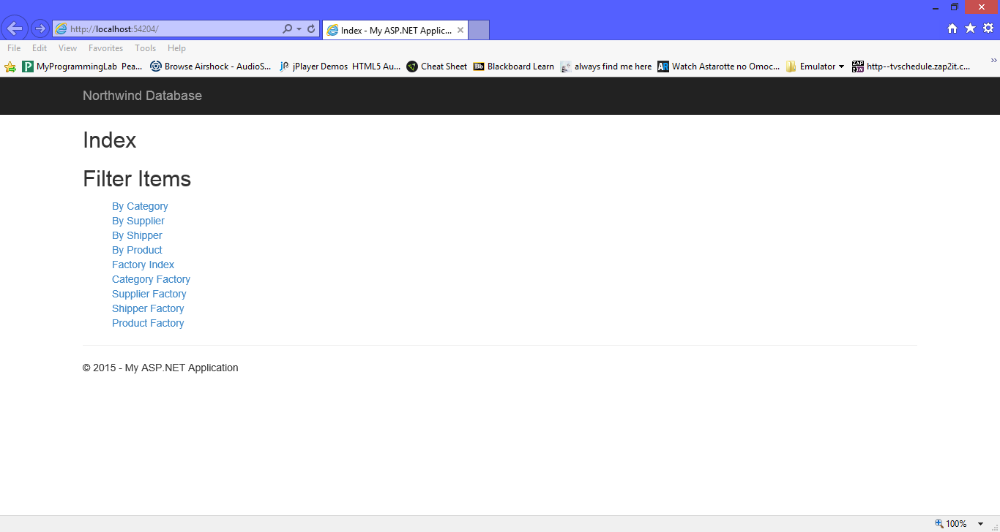 http://localhost:54204/
Index - My ASP.NET Applic...
File Edit View Favorites Tools Help
MyProgrammingLab Pea... Browse Airshock - AudioS... jPlayer Demos HTML5 Au... Cheat Sheet Bb Blackboard Learn always find me here AR Watch Astarotte no Omoc... Emulator http--tvschedule.zap2it.c...
Northwind Database
Index
Filter Items
By Category
By Supplier
By Shipper
By Product
Factory Index
Category Factory
Supplier Factory
Shipper Factory
Product Factory
© 2015 - My ASP.NET Application
100%